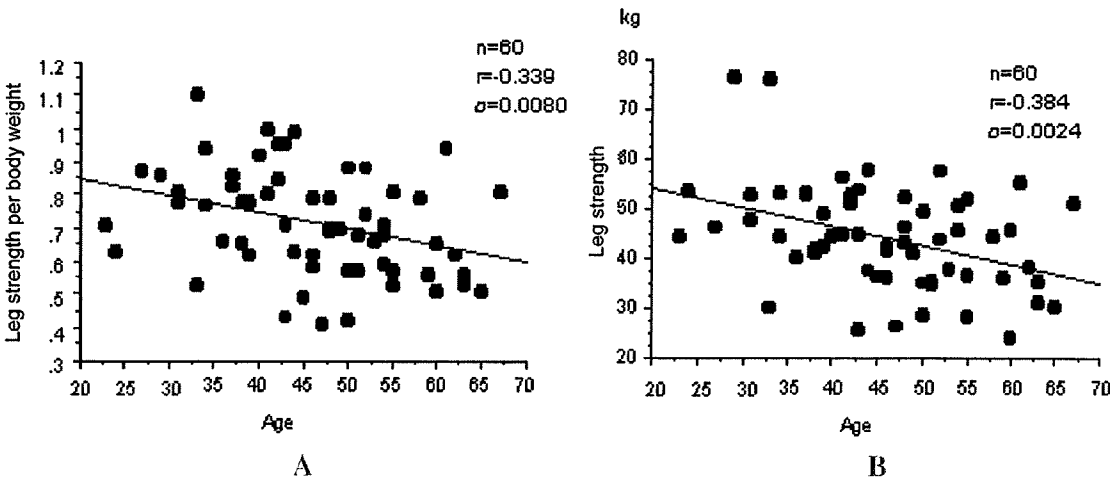 n=60
r=-0.339
p=0.0080
1.2
1.1
1
.9
.8
.7
.6
.5
.4
.3
Leg strength per body weight
20 25 30 35 40 45 50 55 60 65 70
Age
A
kg
n=60
r=-0.384
p=0.0024
80
70
60
50
40
30
20
Leg strength
20 25 30 35 40 45 50 55 60 65 70
Age
B